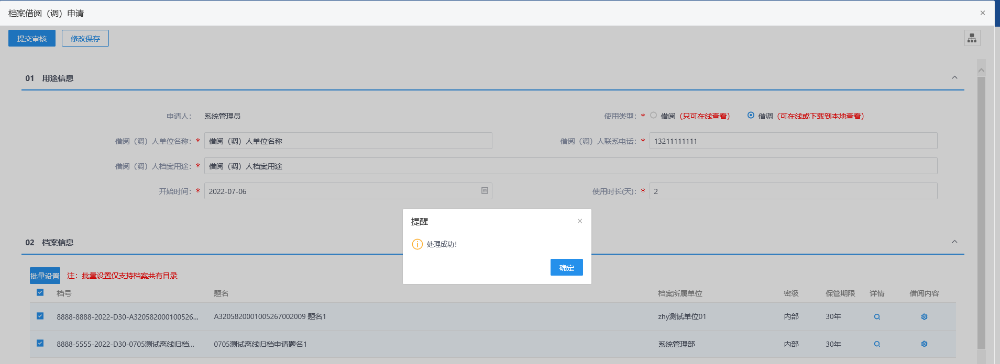 档案借阅（调）申请
提交审核 修改保存
01 用途信息
申请人： 系统管理员 使用类型：* 借阅（只可在线查看） 借调（可在线或下载到本地查看）
借阅（调）人单位名称：* 借阅（调）人单位名称 借阅（调）人联系电话：* 13211111111
借阅（调）人档案用途：* 借阅（调）人档案用途
开始时间：* 2022-07-06 使用时长(天)：* 2
提醒
处理成功!
确定
02 档案信息
批量设置 注：批量设置仅支持档案共有目录
档号 题名 档案所属单位 密级 保管期限 详情 借阅内容
8888-8888-2022-D30-A320582000100526... A3205820001005267002009 题名1 zhy测试单位01 内部 30年
8888-5555-2022-D30-0705测试离线归档... 0705测试离线归档申请题名1 系统管理部 内部 30年